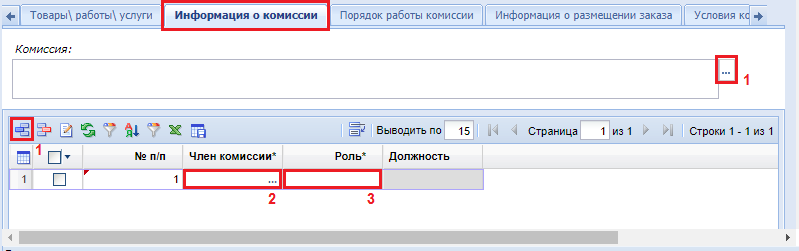 Товары\ работы\ услуги Информация о комиссии Порядок работы комиссии Информация о размещении заказа Условия ко
Комиссия:
... 1
1 Выводить по 15 Страница 1 из 1 Строки 1 - 1 из 1
№ п/п Член комиссии* Роль* Должность
1 1 ...
2 3